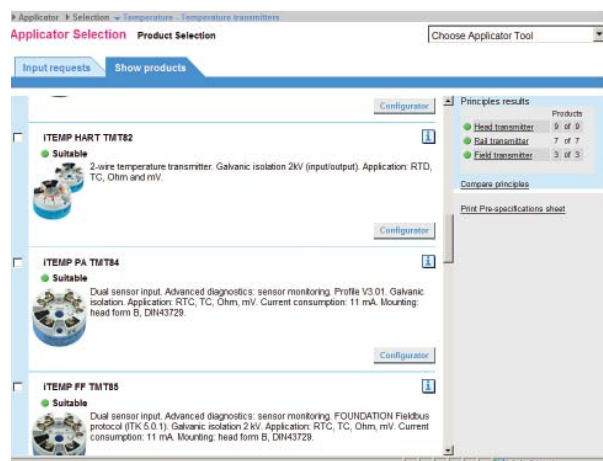 Applicator Selection Temperature - Temperature transmitters
Applicator Selection Product Selection
Choose Applicator Tool
Input requests Show products
Configurator
iTEMP HART TMT82
Suitable
2-wire temperature transmitter. Galvanic isolation 2kV (input/output). Application: RTD,
TC, Ohm and mV.
Configurator
iTEMP PA TMT84
Suitable
Dual sensor input. Advanced diagnostics: sensor monitoring. Profile V3.01. Galvanic
isolation. Application: RTC, TC, Ohm, mV. Current consumption: 11 mA. Mounting:
head form B, DIN43729.
Configurator
iTEMP FF TMT85
Suitable
Dual sensor input. Advanced diagnostics: sensor monitoring. FOUNDATION Fieldbus
protocol (ITK 5.0.1). Galvanic isolation 2 kV. Application: RTC, TC, Ohm, mV. Current
consumption: 11 mA. Mounting: head form B, DIN43729.
Principles results
Products
Head transmitter 9 of 9
Rail transmitter 7 of 7
Field transmitter 3 of 3
Compare principles
Print Pre-specifications sheet